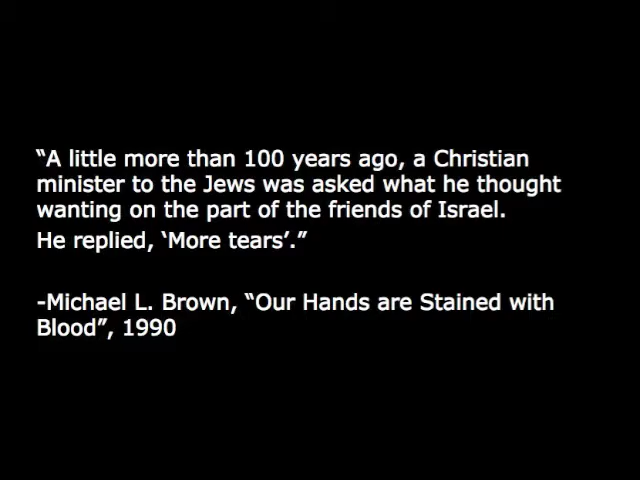 “A little more than 100 years ago, a Christian
minister to the Jews was asked what he thought
wanting on the part of the friends of Israel.
He replied, ‘More tears’.”
-Michael L. Brown, “Our Hands are Stained with
Blood”, 1990